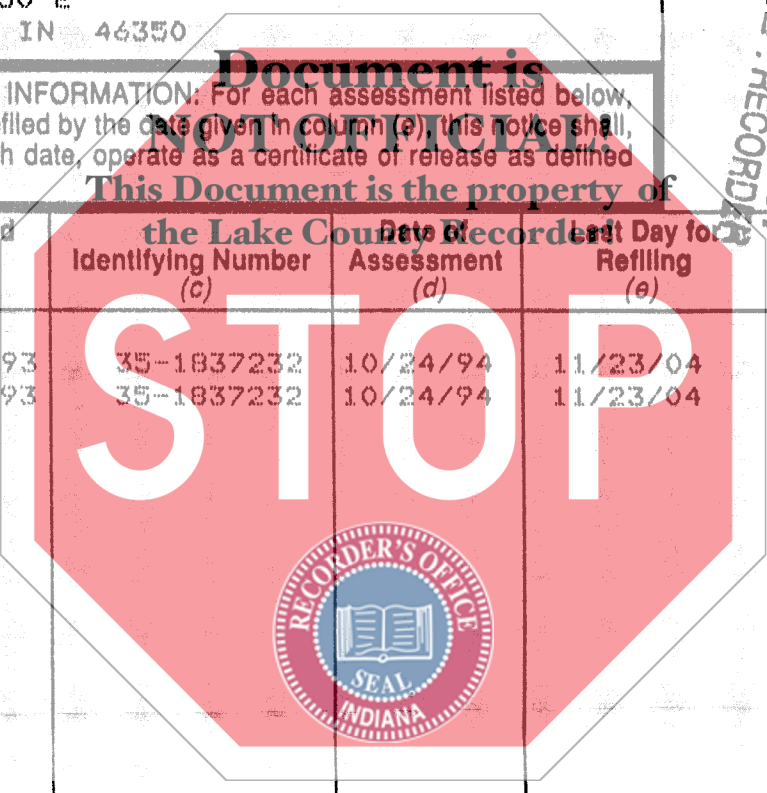 IN 46350
Document is
INFORMATION: For each assessment listed below,
NOT OFFICIAL!
efiled by the date given in column (e), this notice shall,
h date, operate as a certificate of release as defined
This Document is the property of
the Lake County Recorder!
RECORDER
d
Identifying Number
(c)
Date of
Assessment
(d)
Last Day for
Refiling
(e)
93 35-1837232 10/24/94 11/23/04
93 35-1837232 10/24/94 11/23/04
STOP
RECORDER'S OFFICE
SEAL
INDIANA